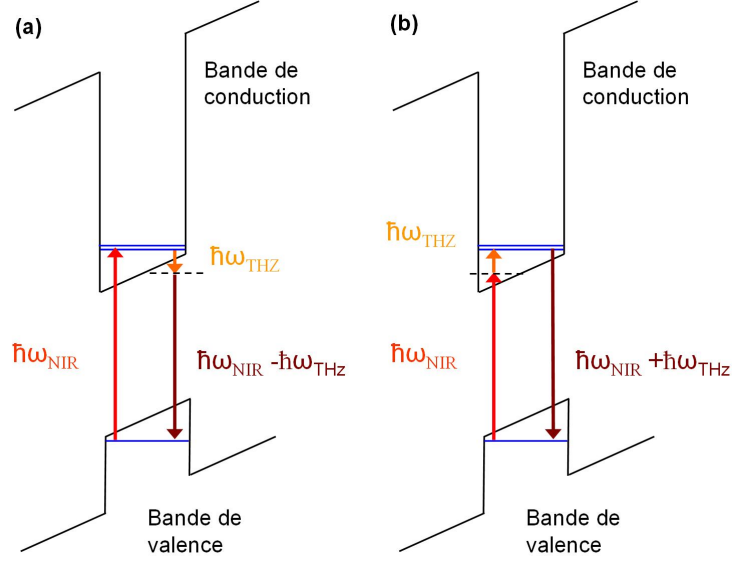 (a)
Bande de
conduction
ħω_THZ
ħω_NIR
ħω_NIR -ħω_THz
Bande de
valence
(b)
Bande de
conduction
ħω_THZ
ħω_NIR
ħω_NIR +ħω_THz
Bande de
valence